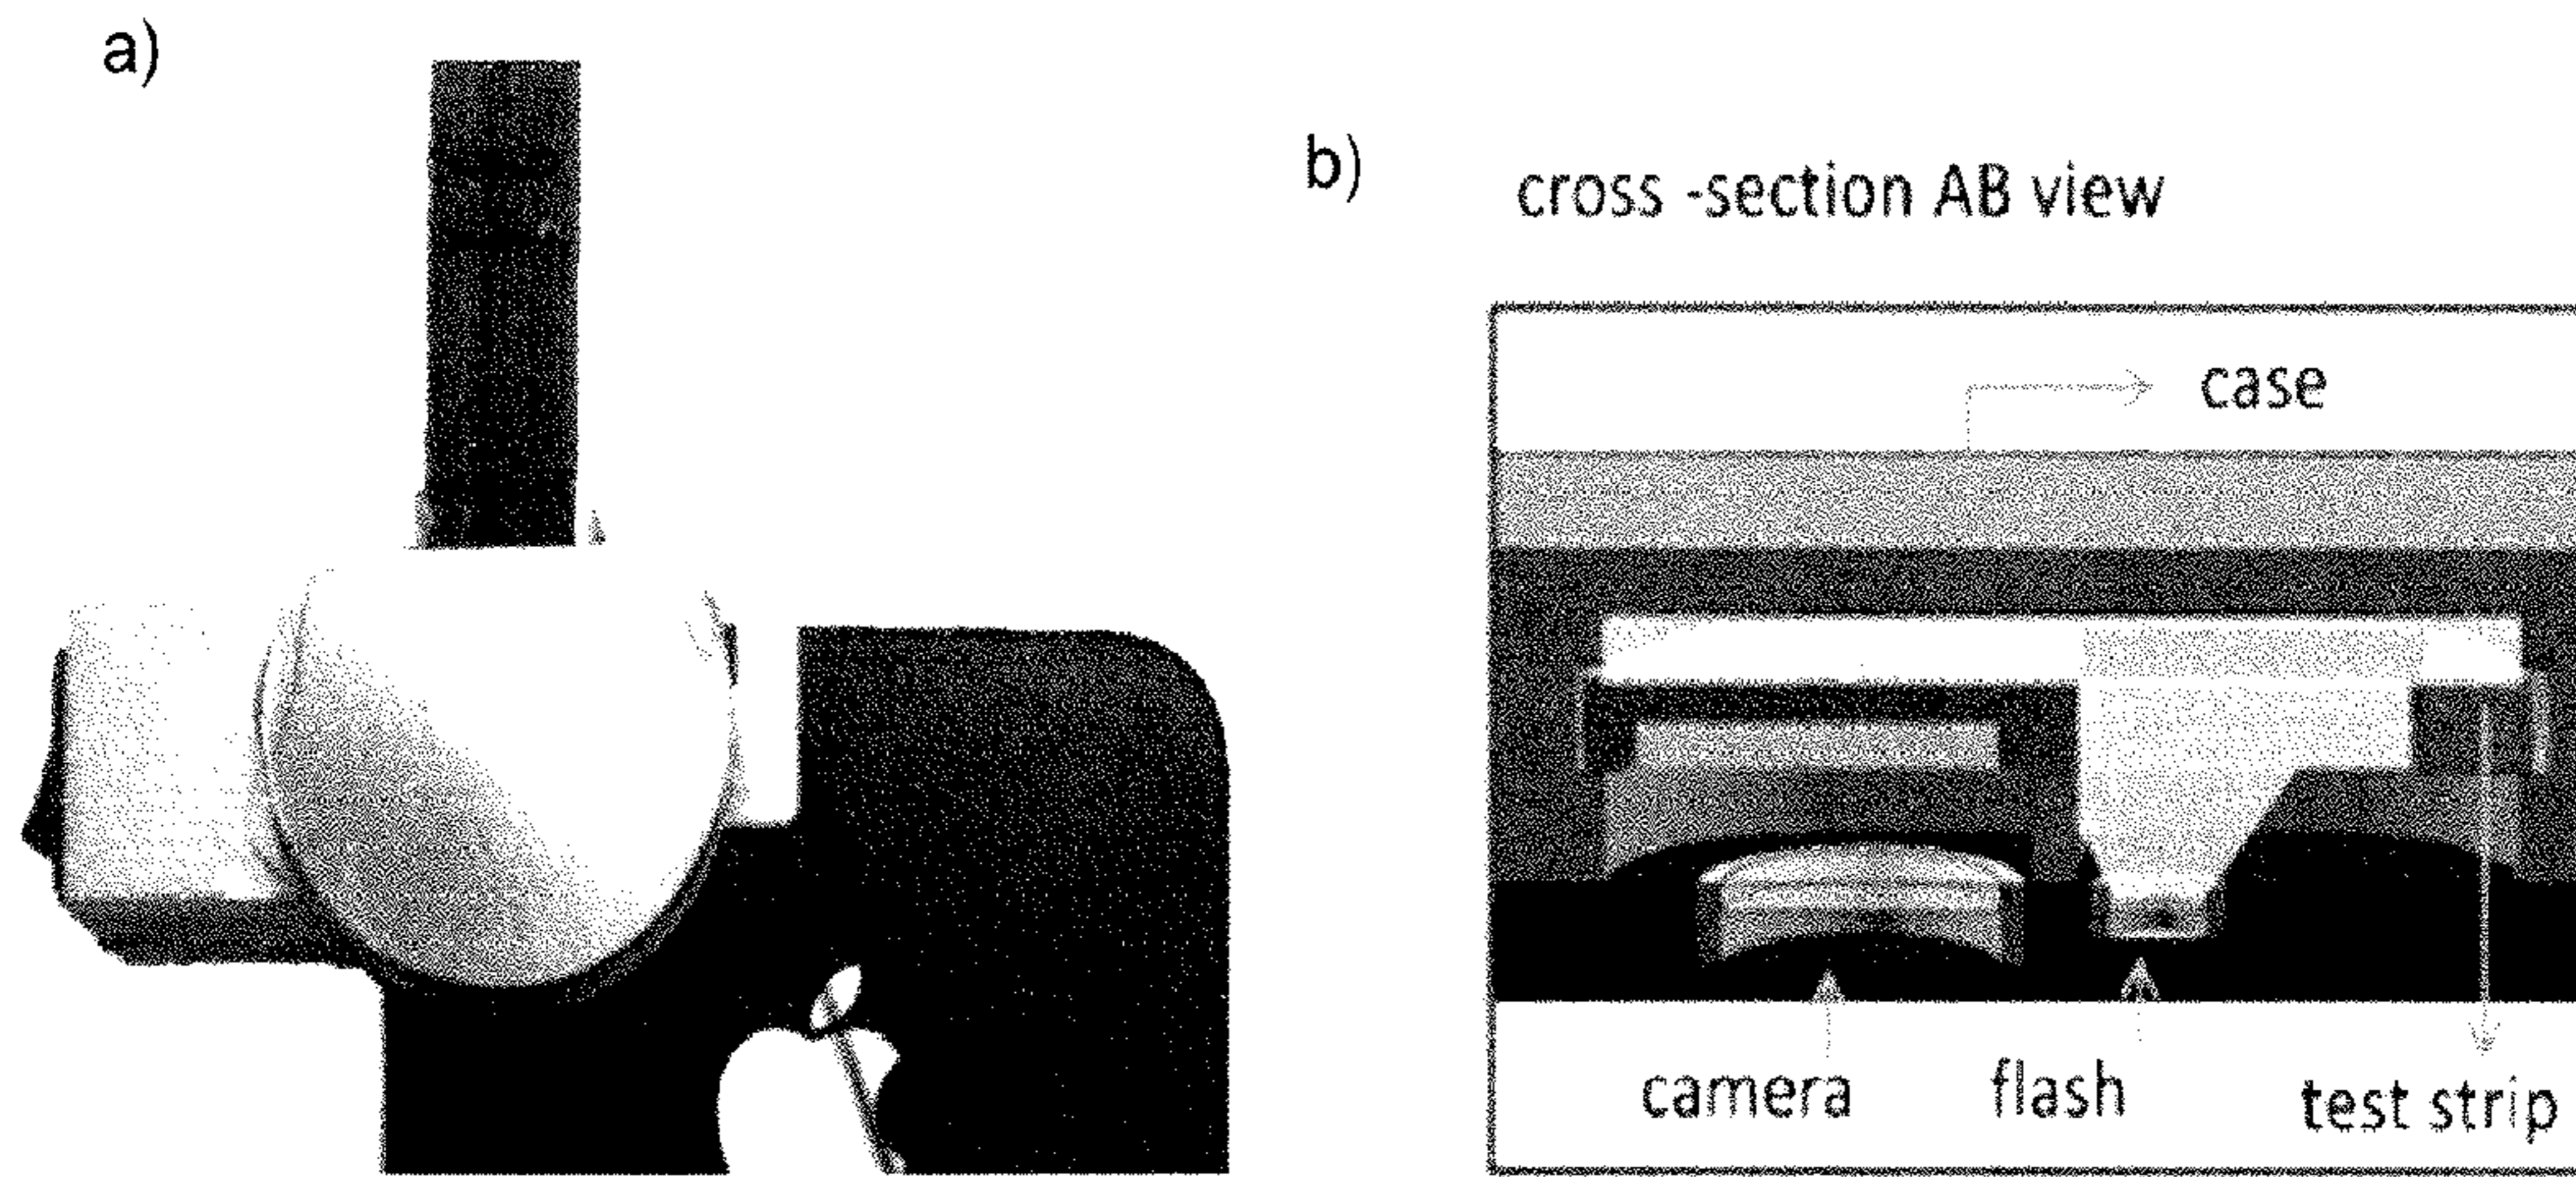 a)
b)
cross -section AB view
case
camera
flash
test strip